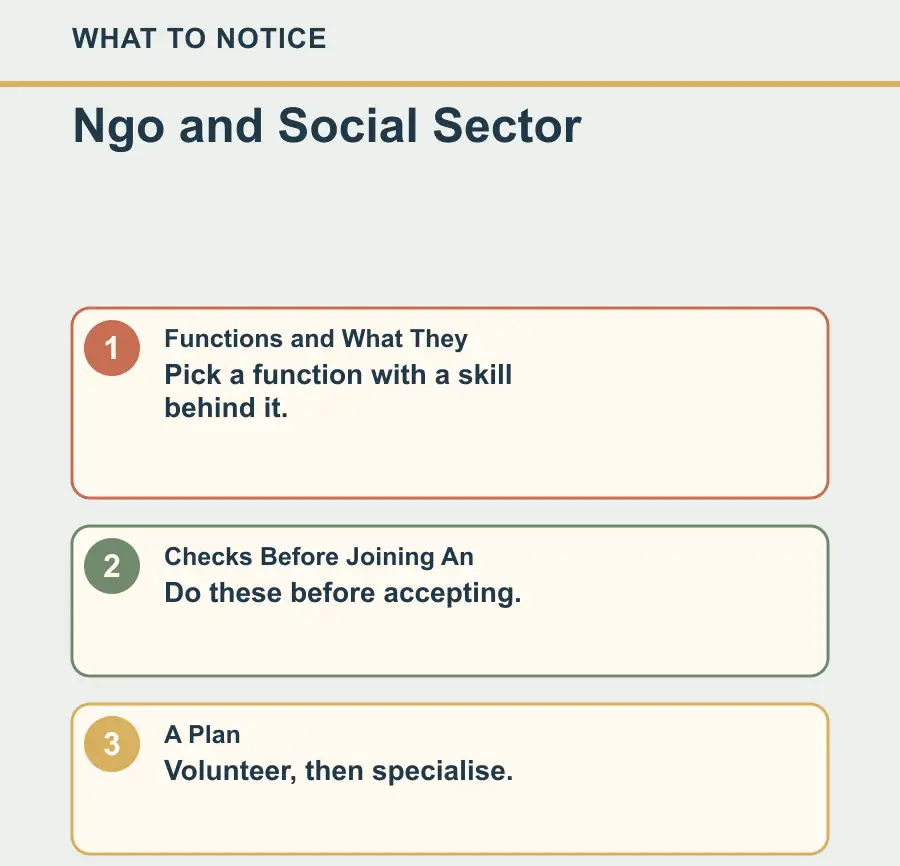 WHAT TO NOTICE
Ngo and Social Sector
1
Functions and What They
Pick a function with a skill
behind it.
2
Checks Before Joining An
Do these before accepting.
3
A Plan
Volunteer, then specialise.